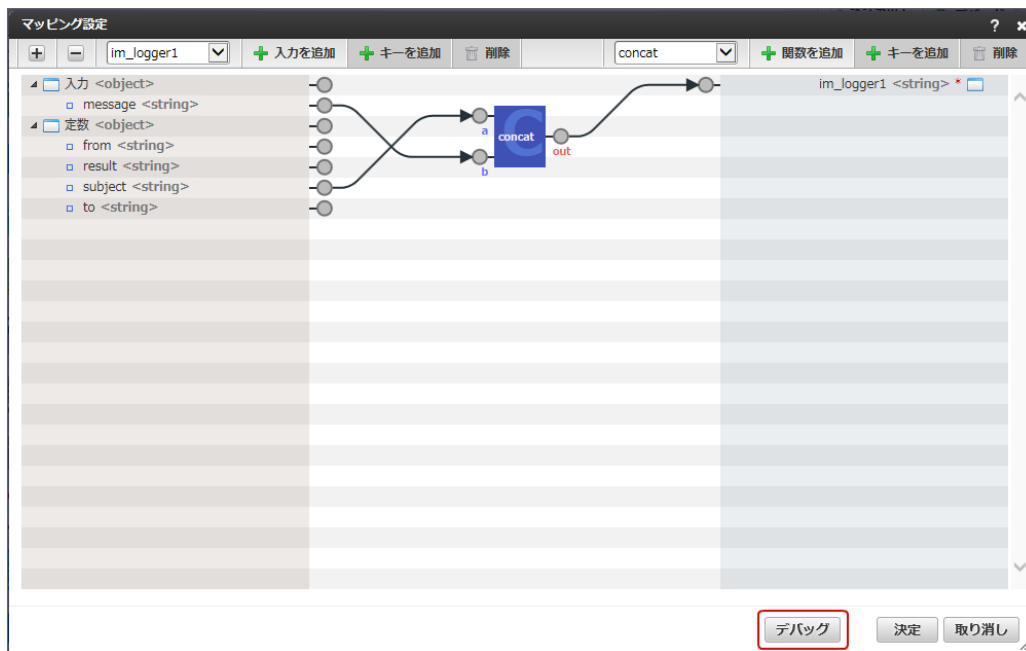 マッピング設定 ?
im_logger1 入力を追加 キーを追加 削除 concat 関数を追加 キーを追加 削除
入力 <object> im_logger1 <string> *
message <string>
定数 <object>
from <string>
result <string>
subject <string>
to <string>
a
concat
out
b
デバッグ 決定 取り消し